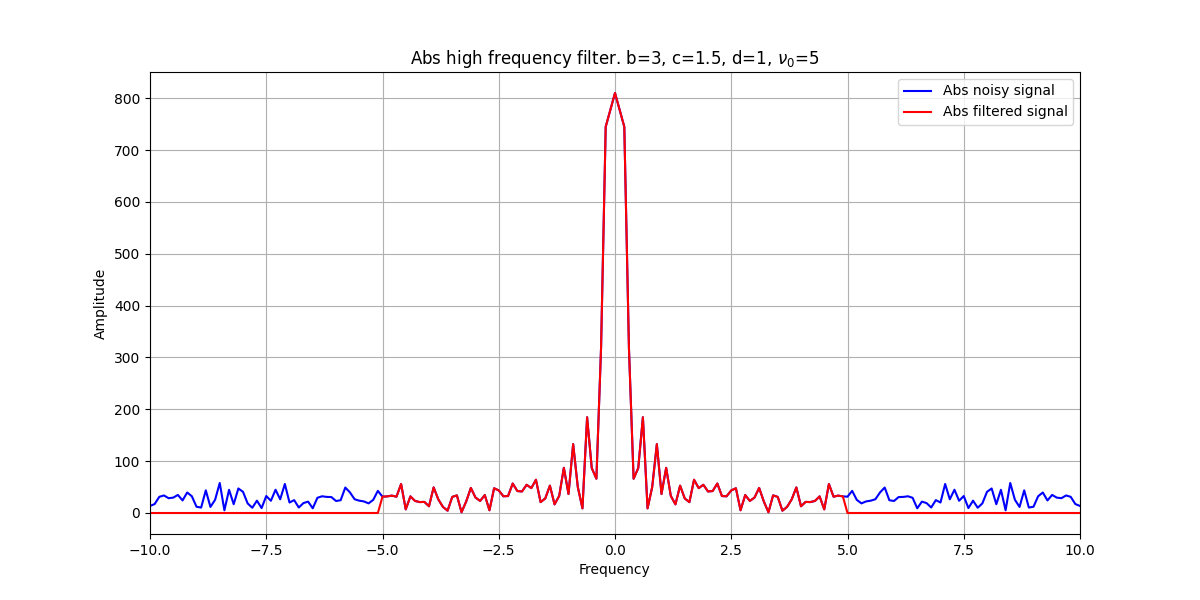 Abs high frequency filter. b=3, c=1.5, d=1, ν₀=5
Abs noisy signal
Abs filtered signal
Amplitude
800
700
600
500
400
300
200
100
0
−10.0 −7.5 −5.0 −2.5 0.0 2.5 5.0 7.5 10.0
Frequency